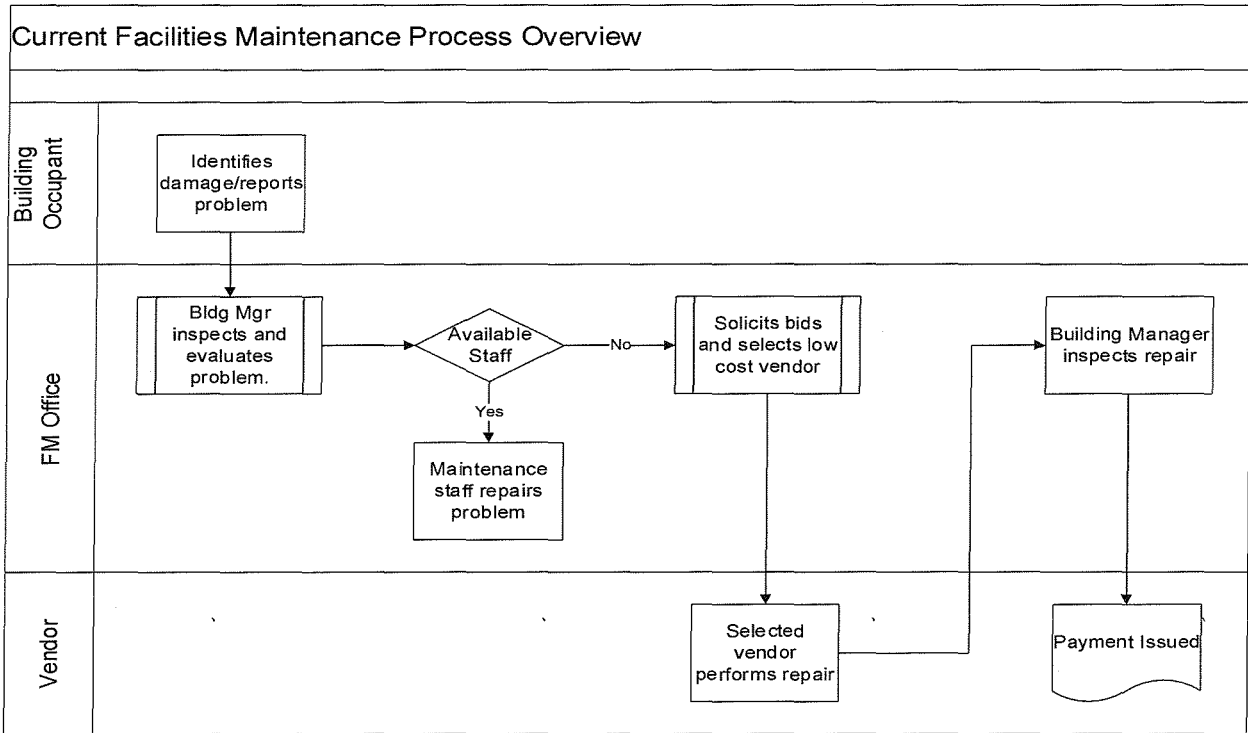 Current Facilities Maintenance Process Overview
Building
Occupant
Identifies
damage/reports
problem
FM Office
Bldg Mgr
inspects and
evaluates
problem.
Available
Staff
No
Solicits bids
and selects low
cost vendor
Building Manager
inspects repair
Yes
Maintenance
staff repairs
problem
Vendor
Selected
vendor
performs repair
Payment Issued